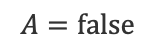 A = false